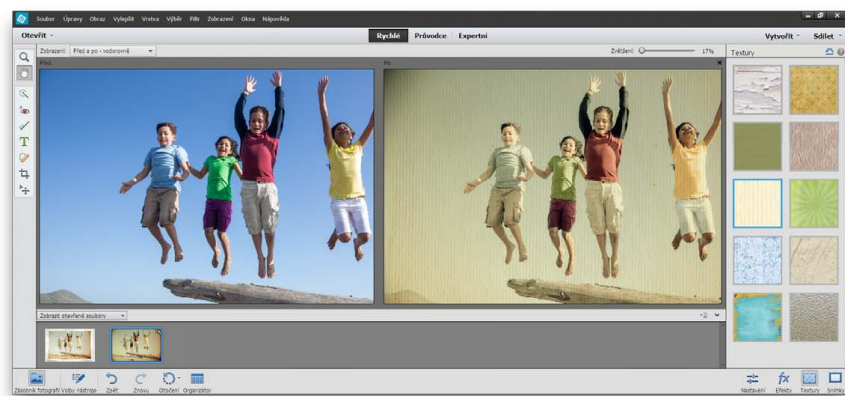 Soubor Úpravy Obraz Vylepšit Vrstva Výběr Filtr Zobrazení Okna Nápověda
Otevřít Rychlé Průvodce Expertní Vytvořit Sdílet
Zobrazení: Před a po - vodorovně Zvětšení: 17% Textury
Před Po
T
Zobrazit otevřené soubory
Zásobník fotografií Volby nástroje Zpět Znovu Otočení Organizátor fx Nastavení Efekty Textury Snímky